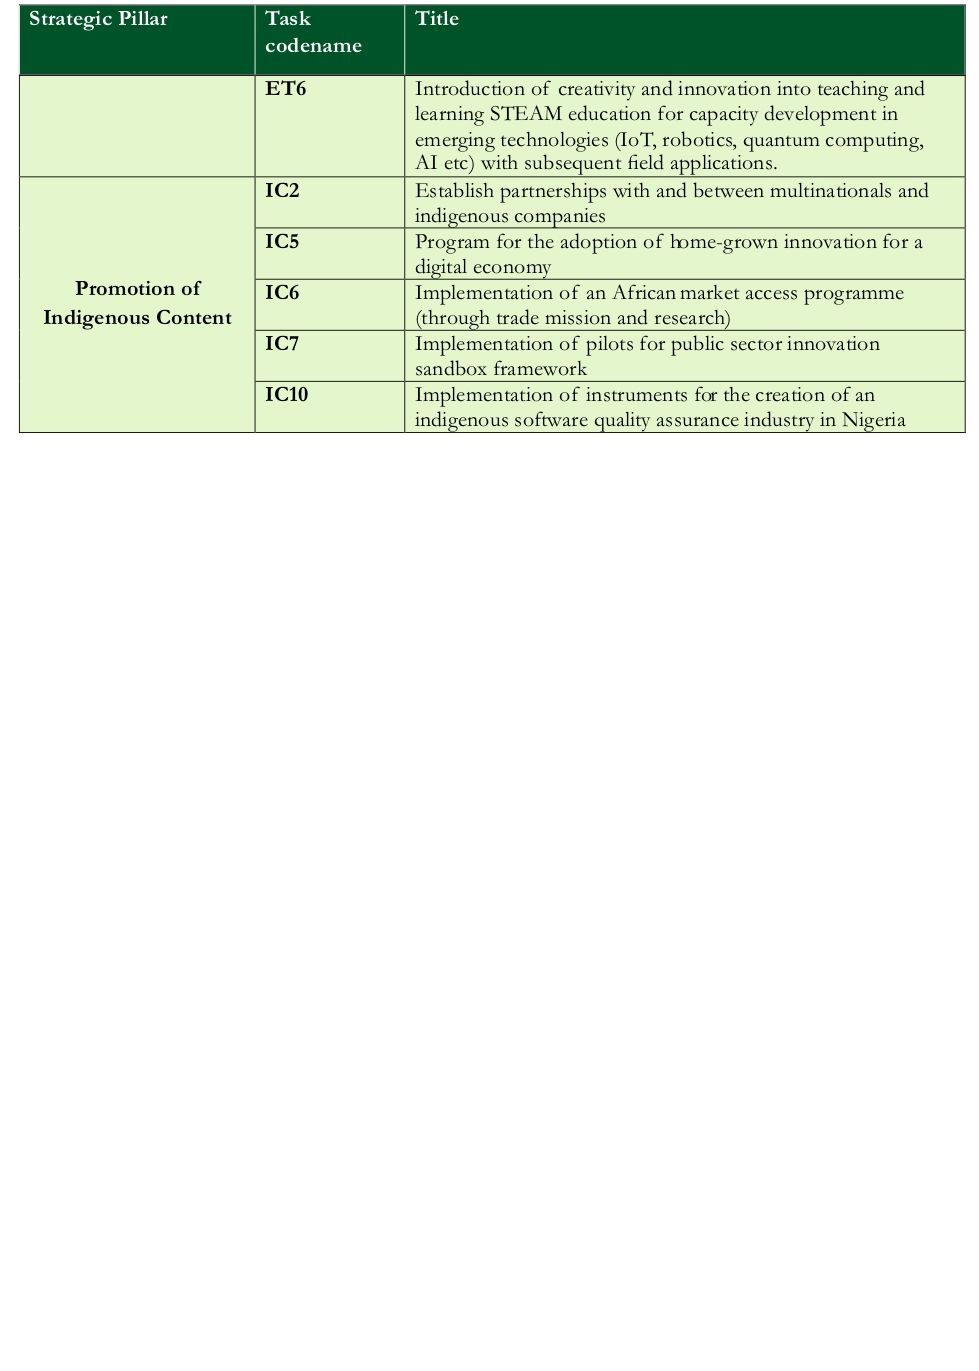 Strategic Pillar
Task
codename
Title
ET6
Introduction of creativity and innovation into teaching and
learning STEAM education for capacity development in
emerging technologies (IoT, robotics, quantum computing,
AI etc) with subsequent field applications.
Promotion of
Indigenous Content
IC2
Establish partnerships with and between multinationals and
indigenous companies
IC5
Program for the adoption of home-grown innovation for a
digital economy
IC6
Implementation of an African market access programme
(through trade mission and research)
IC7
Implementation of pilots for public sector innovation
sandbox framework
IC10
Implementation of instruments for the creation of an
indigenous software quality assurance industry in Nigeria